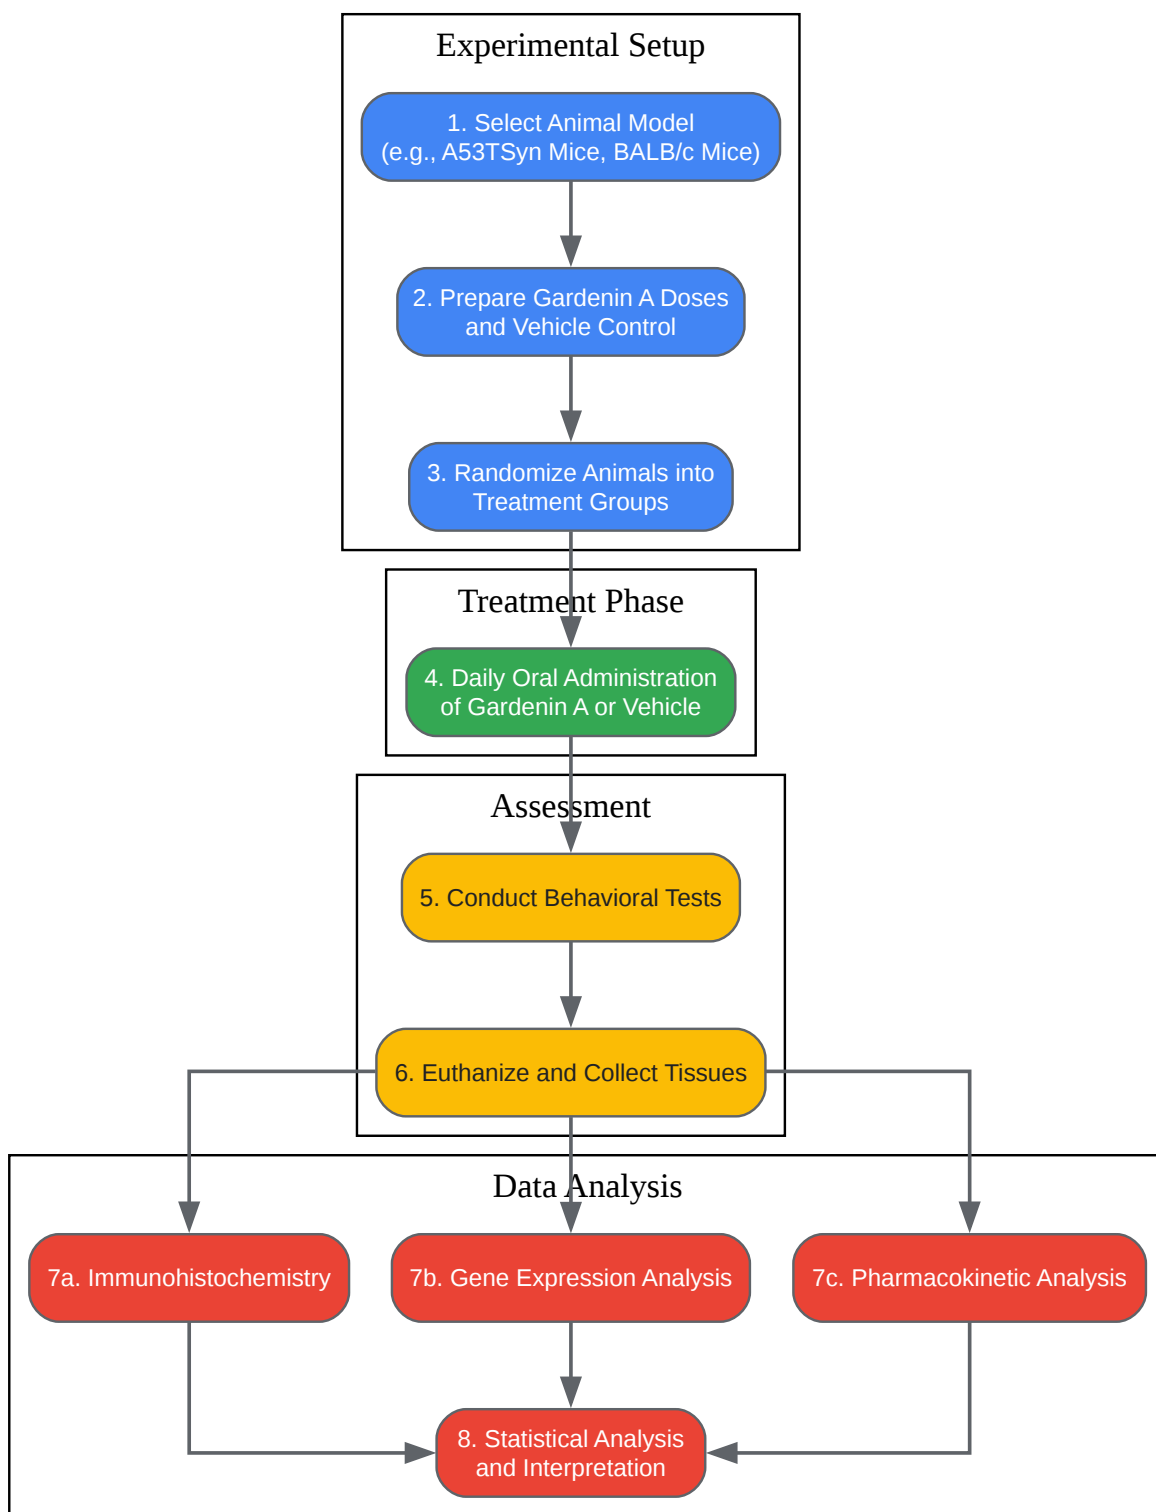 Experimental Setup
1. Select Animal Model
(e.g., A53TSyn Mice, BALB/c Mice)
2. Prepare Gardenin A Doses
and Vehicle Control
3. Randomize Animals into
Treatment Groups
Treatment Phase
4. Daily Oral Administration
of Gardenin A or Vehicle
Assessment
5. Conduct Behavioral Tests
6. Euthanize and Collect Tissues
Data Analysis
7a. Immunohistochemistry
7b. Gene Expression Analysis
7c. Pharmacokinetic Analysis
8. Statistical Analysis
and Interpretation